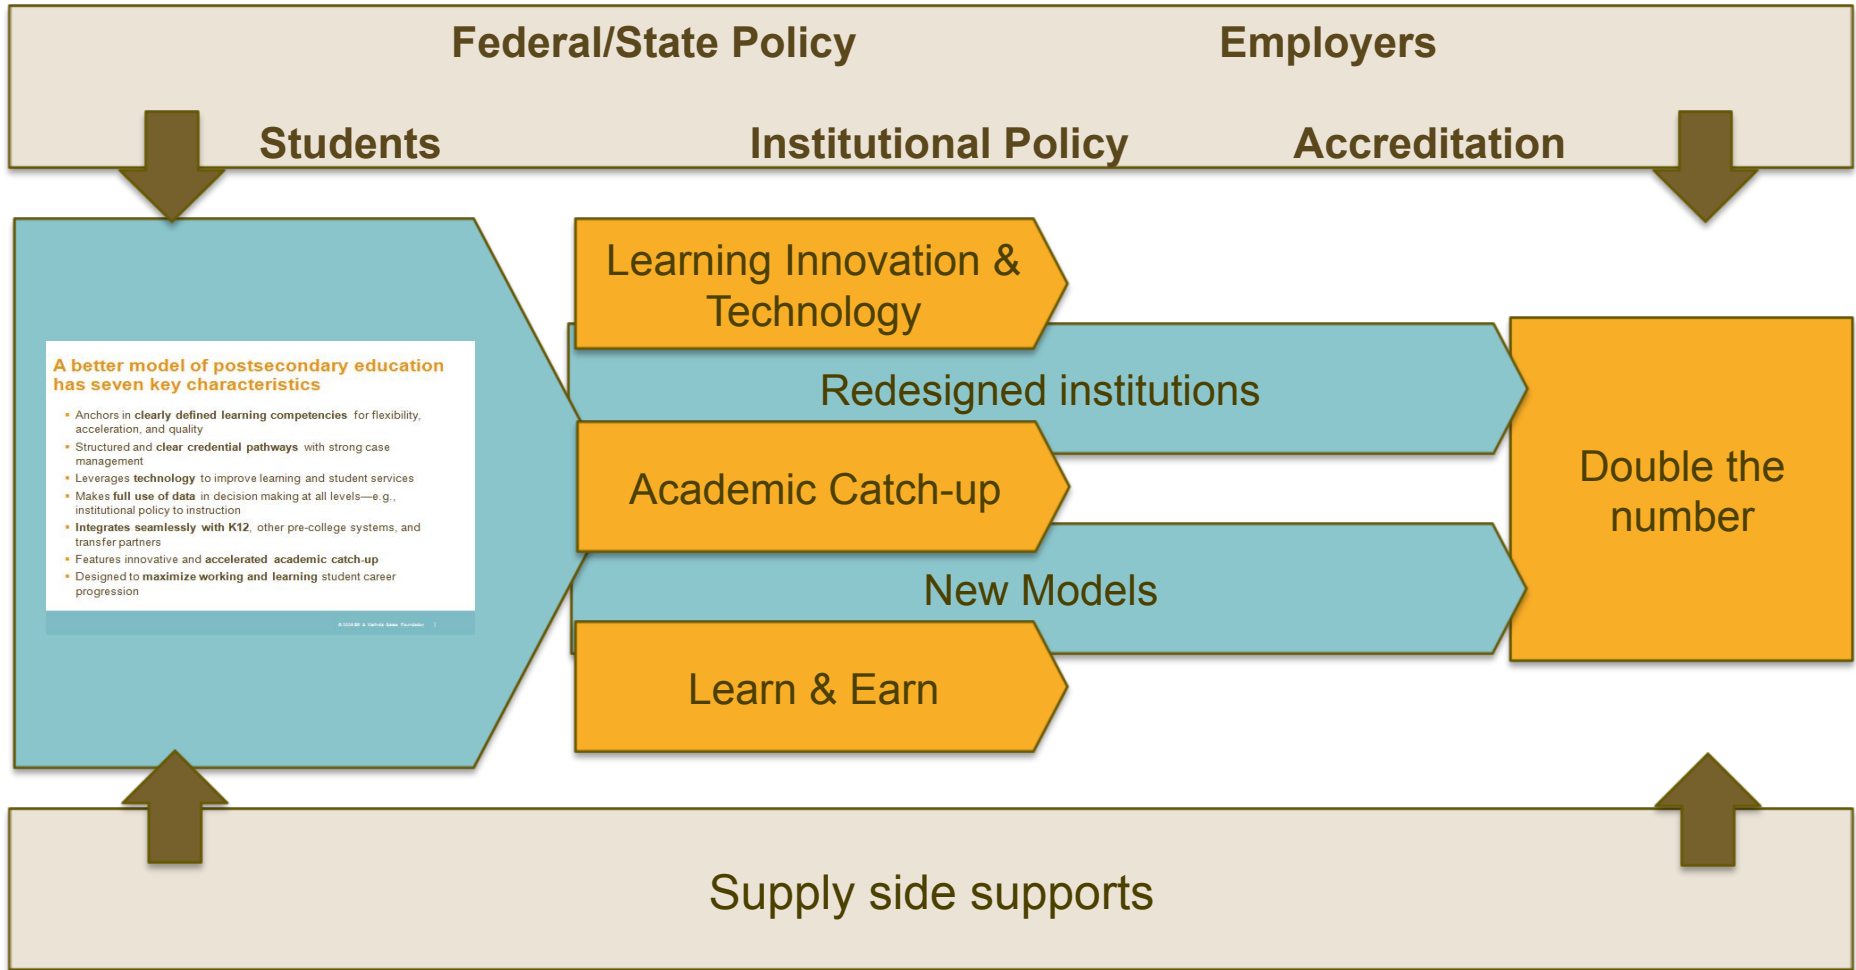 Federal/State Policy
Employers
Students
Institutional Policy
Accreditation
A better model of postsecondary education
has seven key characteristics
▪ Anchors in clearly defined learning competencies for flexibility,
acceleration, and quality
▪ Structured and clear credential pathways with strong case
management
▪ Leverages technology to improve learning and student services
▪ Makes full use of data in decision making at all levels—e.g.,
institutional policy to instruction
▪ Integrates seamlessly with K12, other pre-college systems, and
transfer partners
▪ Features innovative and accelerated academic catch-up
▪ Designed to maximize working and learning student career
progression
Foundation
Learning Innovation &
Technology
Redesigned institutions
Academic Catch-up
New Models
Learn & Earn
Double the
number
Supply side supports